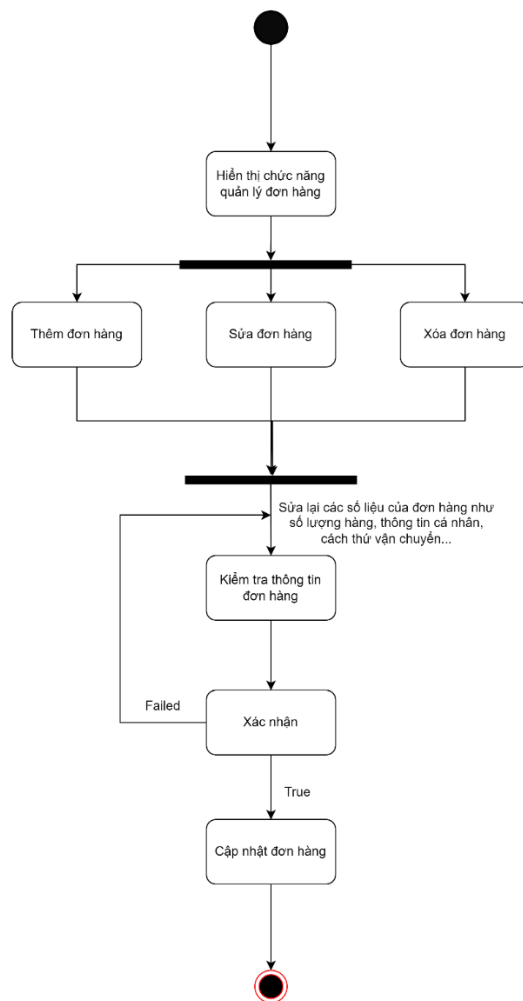 Hiển thị chức năng
quản lý đơn hàng
Thêm đơn hàng
Sửa đơn hàng
Xóa đơn hàng
Sửa lại các số liệu của đơn hàng như
số lượng hàng, thông tin cá nhân,
cách thứ vận chuyển...
Kiểm tra thông tin
đơn hàng
Failed
Xác nhận
True
Cập nhật đơn hàng